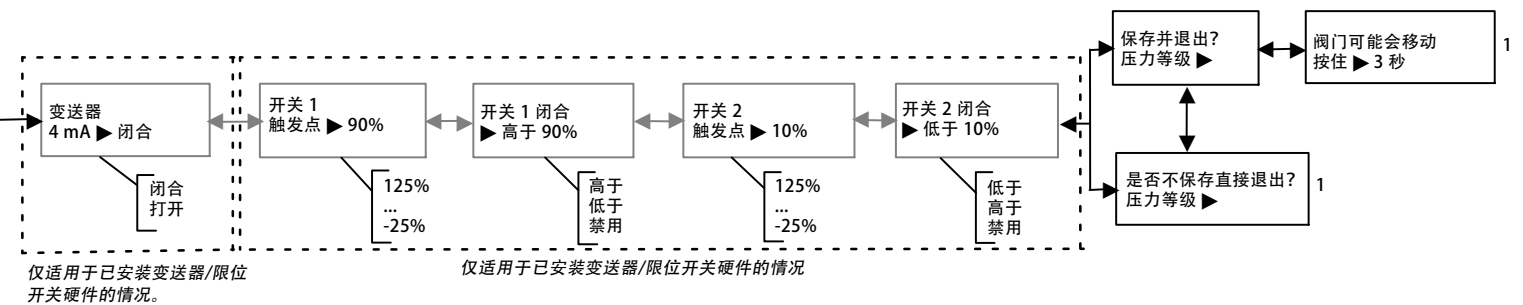 变送器
4 mA ▶ 闭合
闭合
打开
仅适用于已安装变送器/限位
开关硬件的情况。
开关 1
触发点 ▶ 90%
125%
...
-25%
开关 1 闭合
▶ 高于 90%
高于
低于
禁用
开关 2
触发点 ▶ 10%
125%
...
-25%
开关 2 闭合
▶ 低于 10%
低于
高于
禁用
仅适用于已安装变送器/限位开关硬件的情况
保存并退出?
压力等级 ▶
阀门可能会移动
按住 ▶ 3 秒
1
是否不保存直接退出?
压力等级 ▶
1